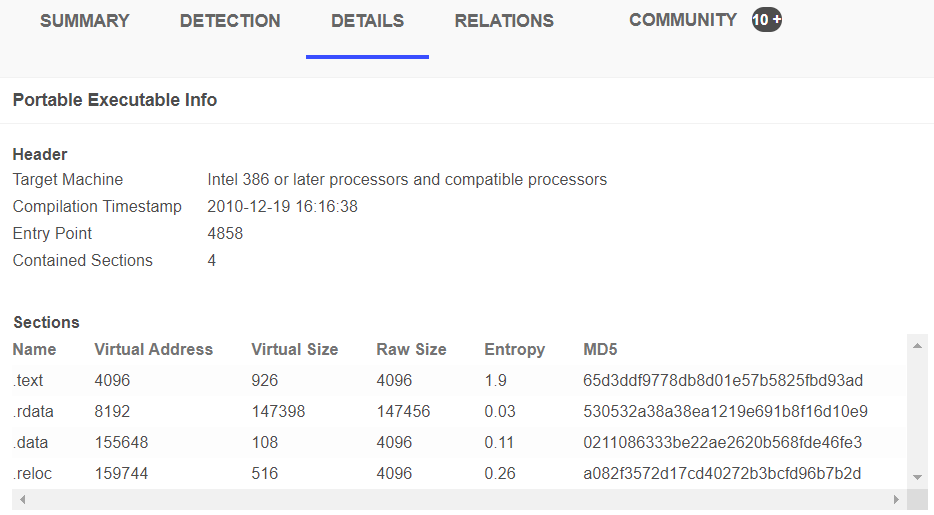 SUMMARY DETECTION DETAILS RELATIONS COMMUNITY 10 +
Portable Executable Info
Header
Target Machine Intel 386 or later processors and compatible processors
Compilation Timestamp 2010-12-19 16:16:38
Entry Point 4858
Contained Sections 4
Sections
Name Virtual Address Virtual Size Raw Size Entropy MD5
.text 4096 926 4096 1.9 65d3ddf9778db8d01e57b5825fbd93ad
.rdata 8192 147398 147456 0.03 530532a38a38ea1219e691b8f16d10e9
.data 155648 108 4096 0.11 0211086333be22ae2620b568fde46fe3
.reloc 159744 516 4096 0.26 a082f3572d17cd40272b3bcfd96b7b2d